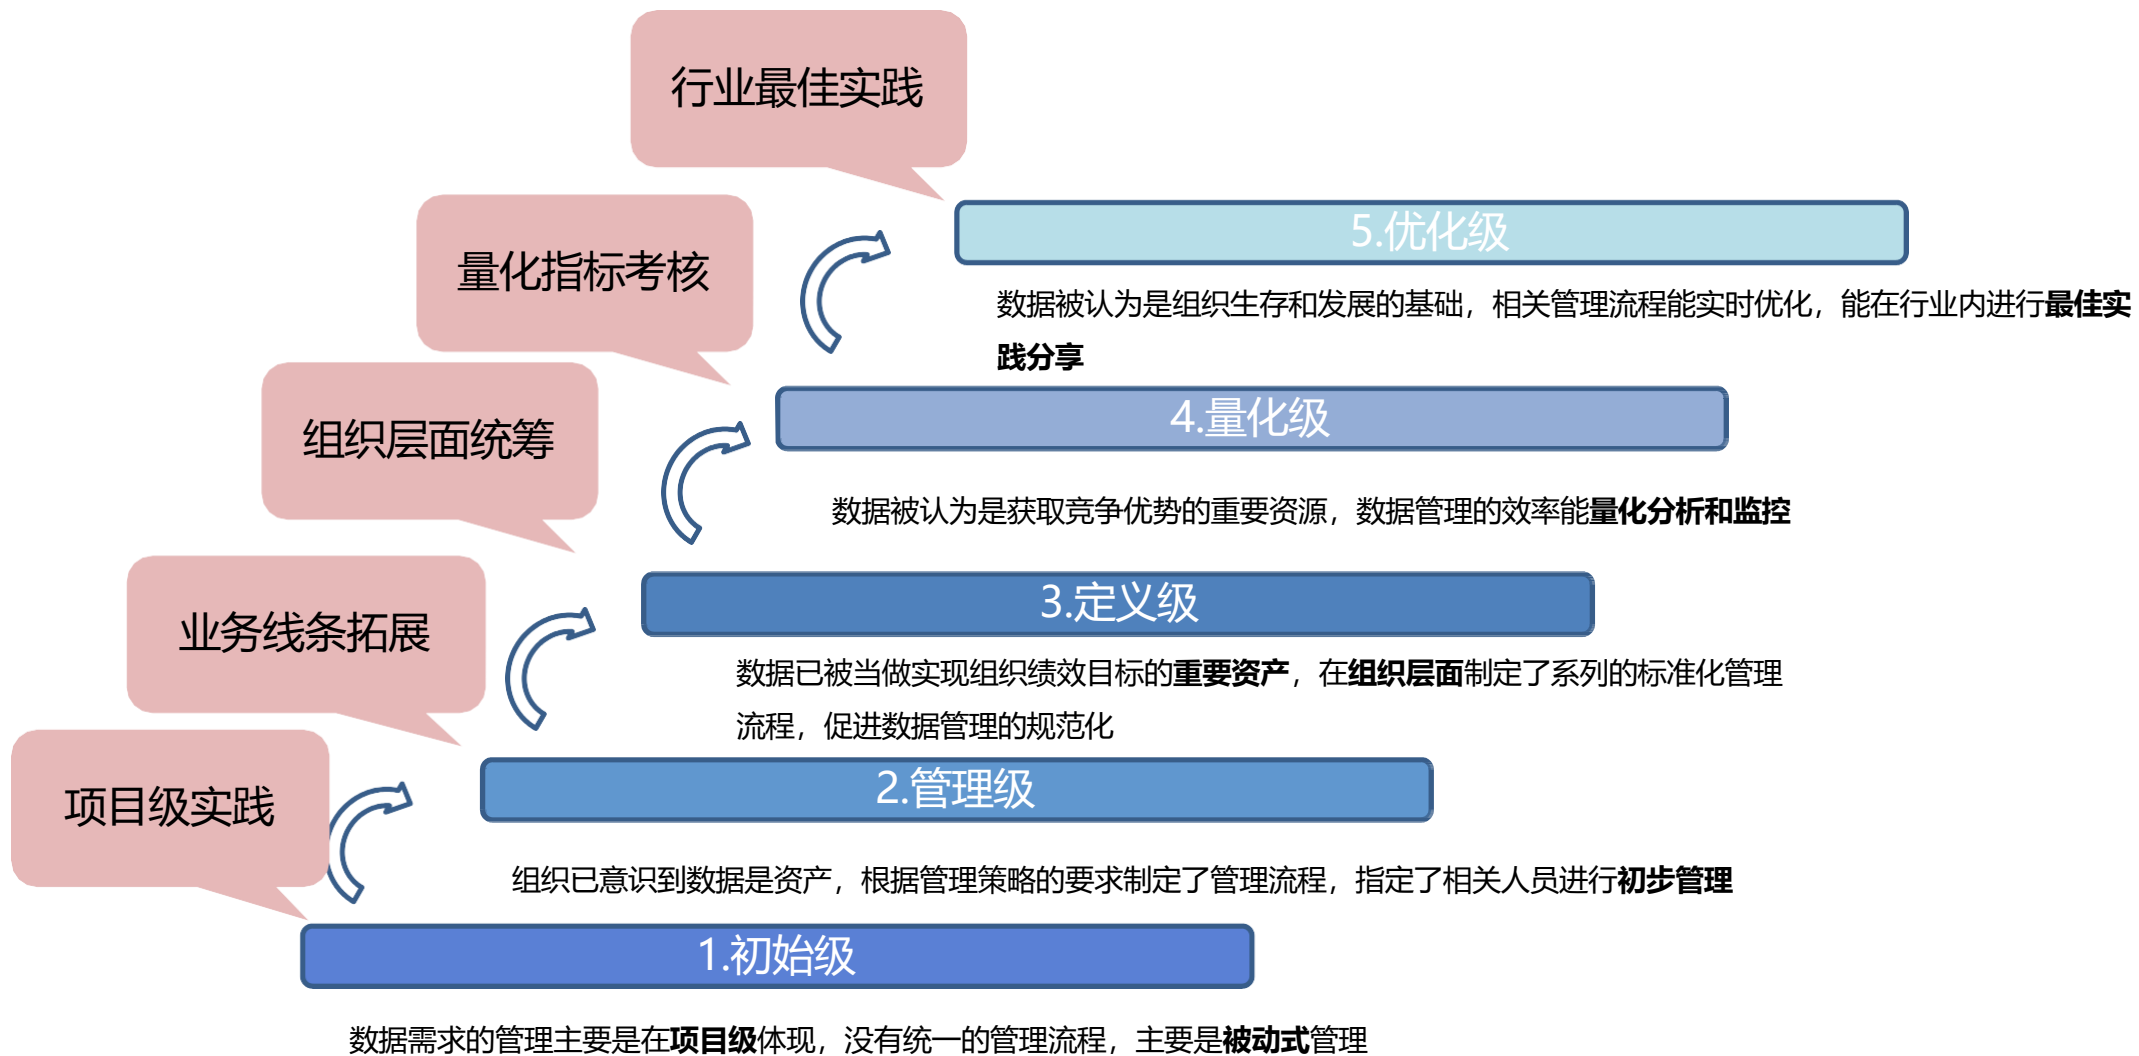 行业最佳实践
5.优化级
数据被认为是组织生存和发展的基础，相关管理流程能实时优化，能在行业内进行最佳实
践分享
量化指标考核
4.量化级
数据被认为是获取竞争优势的重要资源，数据管理的效率能量化分析和监控
组织层面统筹
3.定义级
数据已被当做实现组织绩效目标的重要资产，在组织层面制定了系列的标准化管理
流程，促进数据管理的规范化
业务线条拓展
2.管理级
组织已意识到数据是资产，根据管理策略的要求制定了管理流程，指定了相关人员进行初步管理
项目级实践
1.初始级
数据需求的管理主要是在项目级体现，没有统一的管理流程，主要是被动式管理